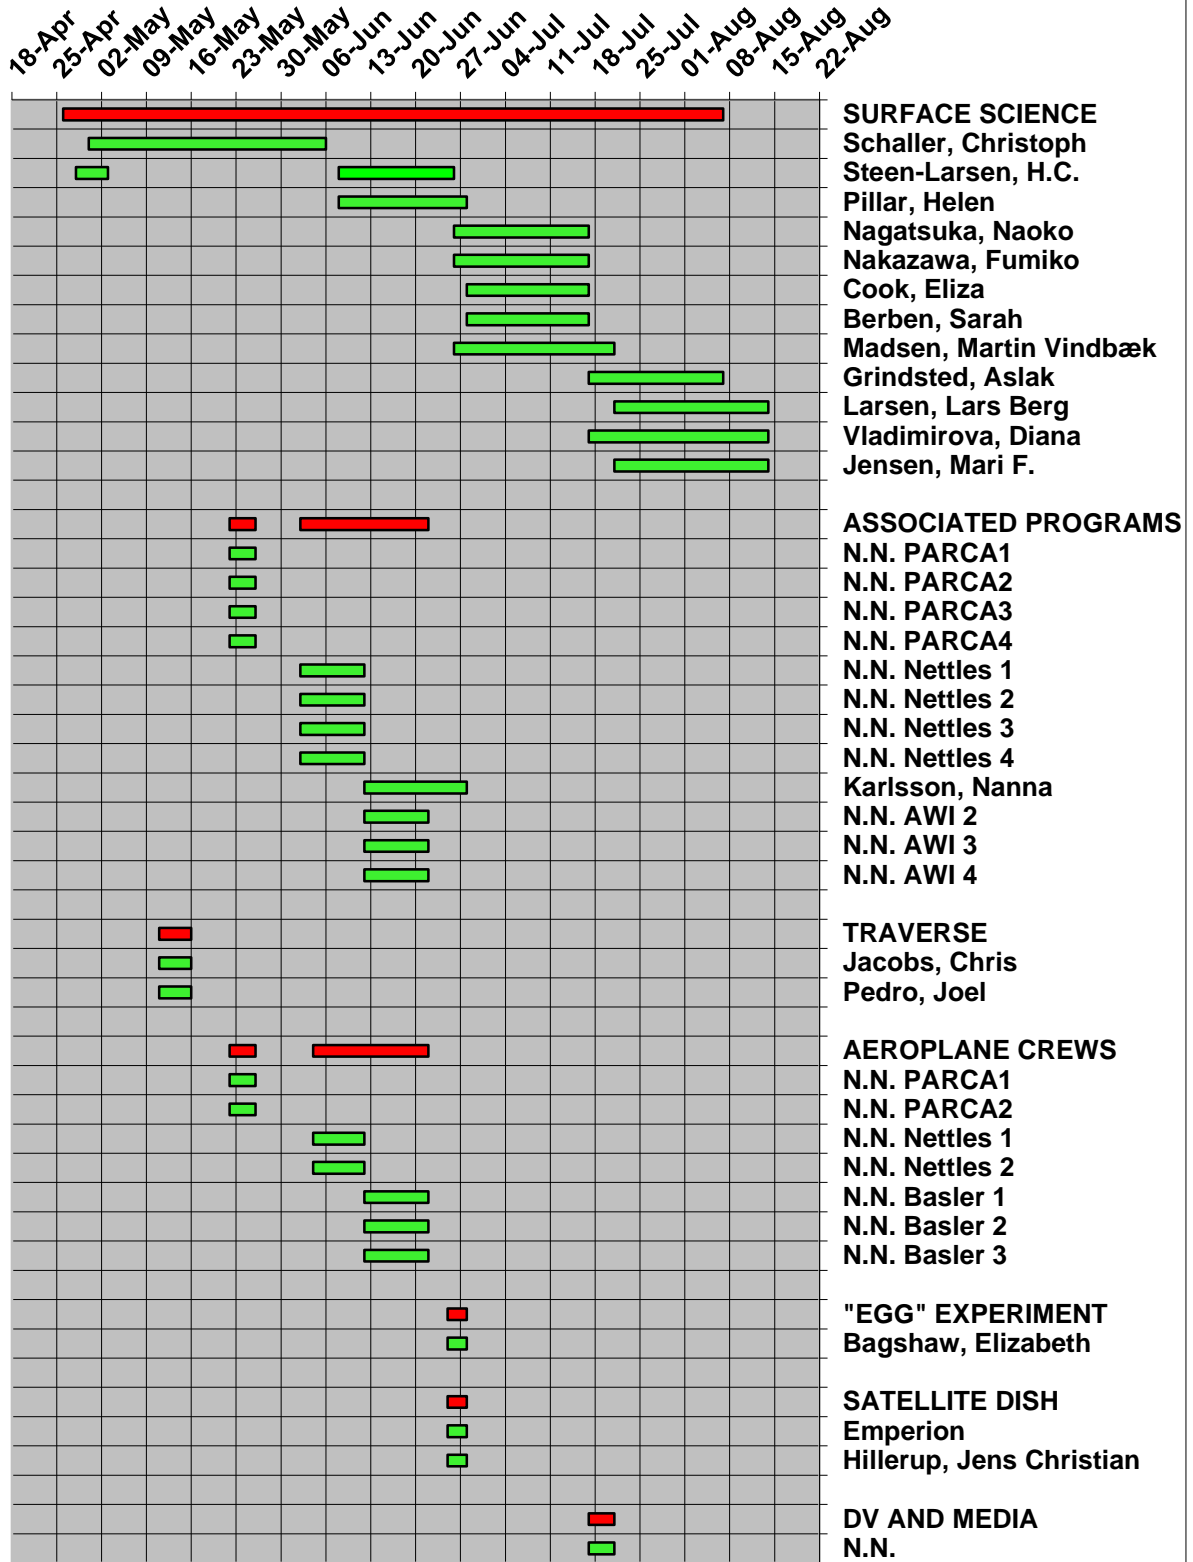 18-Apr
25-Apr
02-May
09-May
16-May
23-May
30-May
06-Jun
13-Jun
20-Jun
27-Jun
04-Jul
11-Jul
18-Jul
25-Jul
01-Aug
08-Aug
15-Aug
22-Aug
SURFACE SCIENCE
Schaller, Christoph
Steen-Larsen, H.C.
Pillar, Helen
Nagatsuka, Naoko
Nakazawa, Fumiko
Cook, Eliza
Berben, Sarah
Madsen, Martin Vindbæk
Grindsted, Aslak
Larsen, Lars Berg
Vladimirova, Diana
Jensen, Mari F.
ASSOCIATED PROGRAMS
N.N. PARCA1
N.N. PARCA2
N.N. PARCA3
N.N. PARCA4
N.N. Nettles 1
N.N. Nettles 2
N.N. Nettles 3
N.N. Nettles 4
Karlsson, Nanna
N.N. AWI 2
N.N. AWI 3
N.N. AWI 4
TRAVERSE
Jacobs, Chris
Pedro, Joel
AEROPLANE CREWS
N.N. PARCA1
N.N. PARCA2
N.N. Nettles 1
N.N. Nettles 2
N.N. Basler 1
N.N. Basler 2
N.N. Basler 3
"EGG" EXPERIMENT
Bagshaw, Elizabeth
SATELLITE DISH
Emperion
Hillerup, Jens Christian
DV AND MEDIA
N.N.